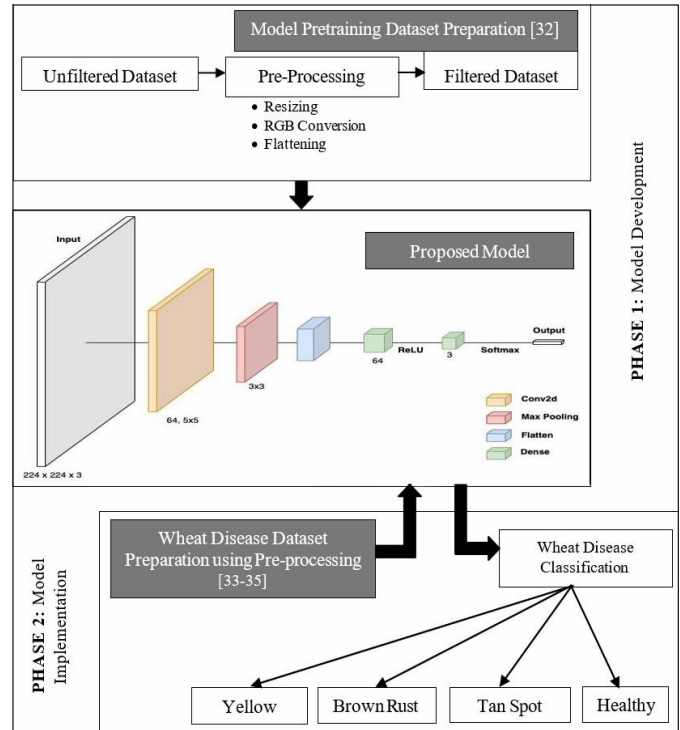 Model Pretraining Dataset Preparation [32]
Unfiltered Dataset
Pre-Processing
Filtered Dataset
• Resizing
• RGB Conversion
• Flattening
PHASE 1: Model Development
Proposed Model
Input
224 x 224 x 3
64, 5x5
3x3
64
ReLU
3
Softmax
Output
Conv2d
Max Pooling
Flatten
Dense
PHASE 2: Model
Implementation
Wheat Disease Dataset
Preparation using Pre-processing
[33-35]
Wheat Disease
Classification
Yellow
Brown Rust
Tan Spot
Healthy